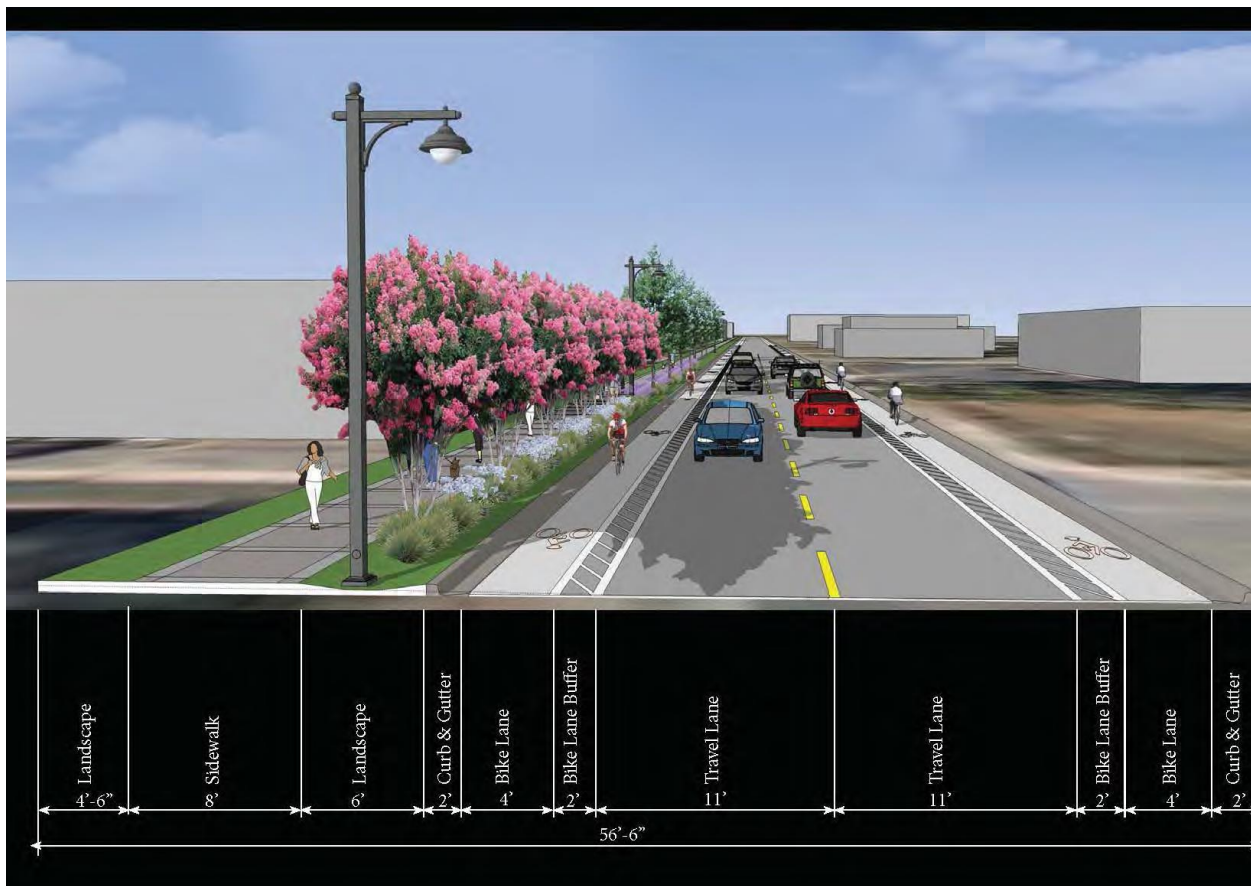 Landscape
4'-6”
Sidewalk
8'
Landscape
6'
Curb & Gutter
2'
Bike Lane
4'
Bike Lane Buffer
2'
Travel Lane
11'
Travel Lane
11'
Bike Lane Buffer
2'
Bike Lane
4'
Curb & Gutter
2'
56'-6”